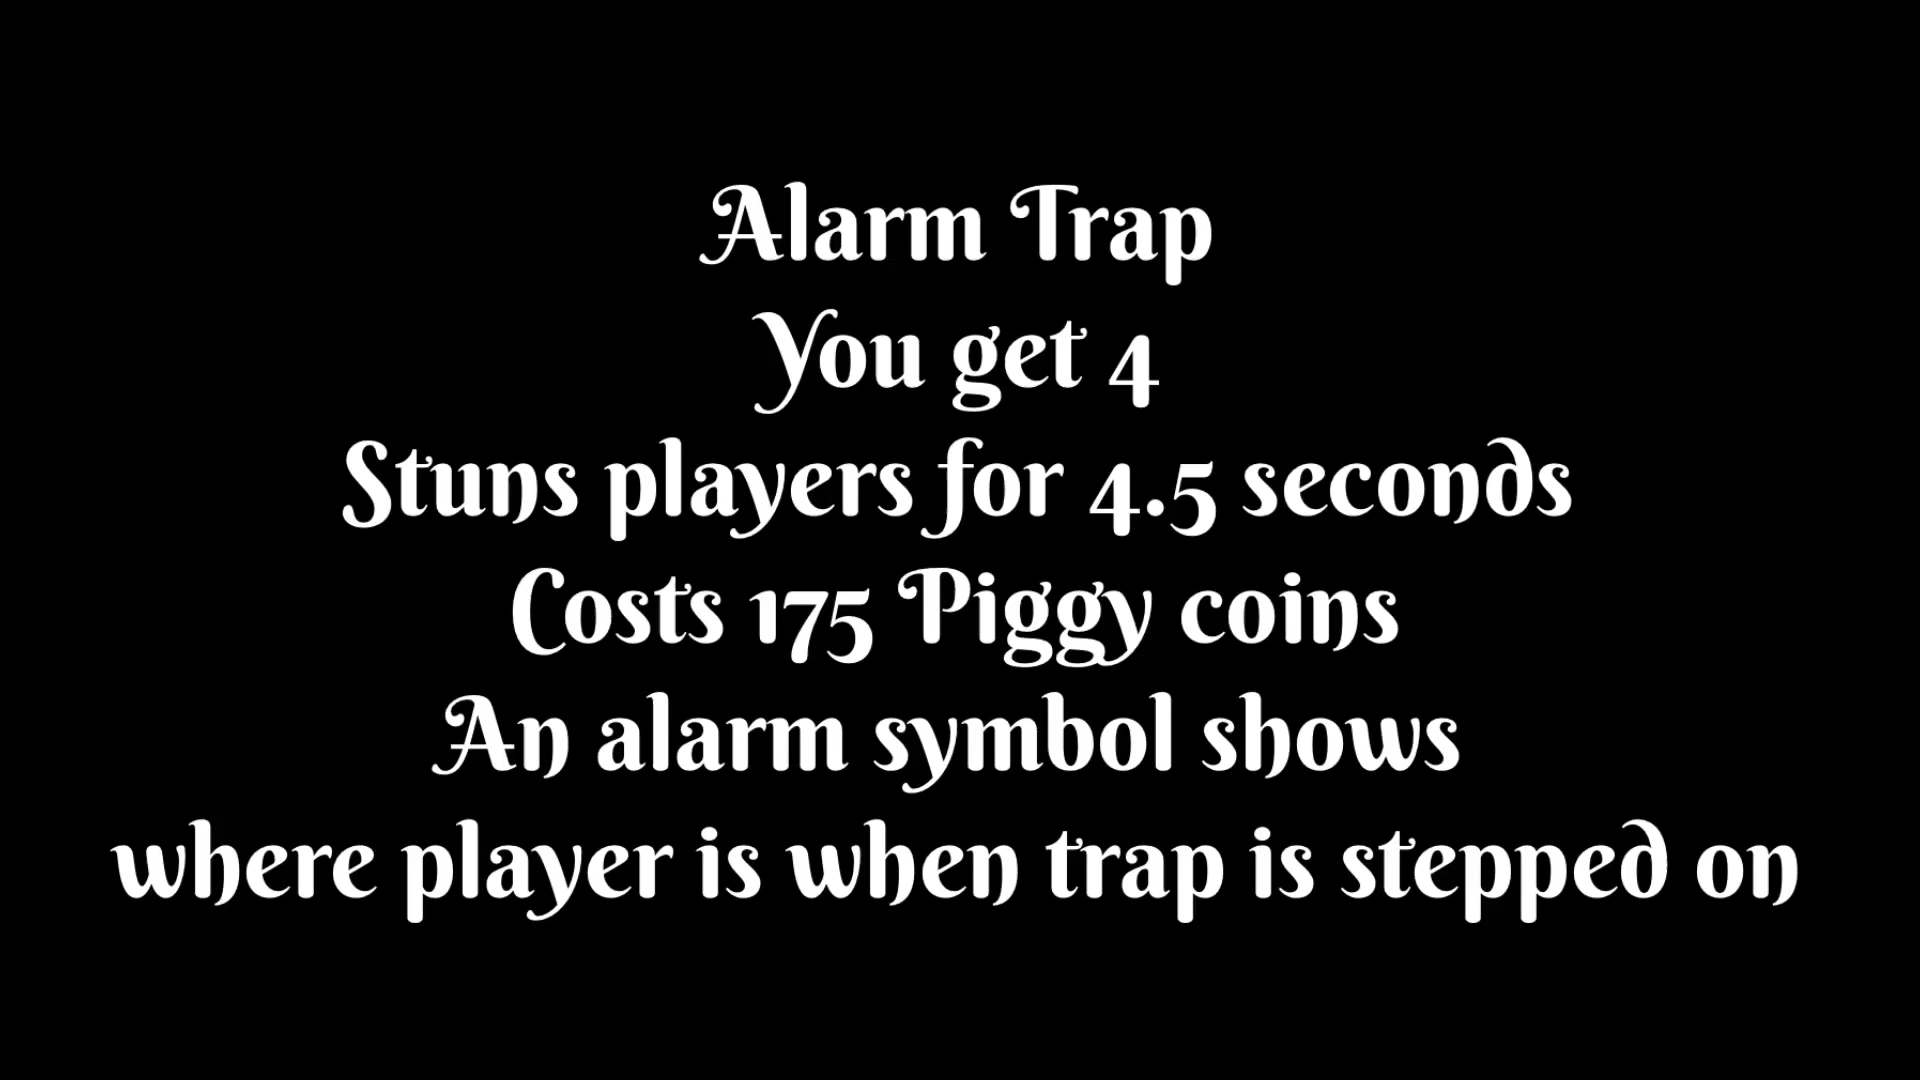 Alarm Trap
You get 4
Stuns players for 4.5 seconds
Costs 175 Piggy coins
An alarm symbol shows
where player is when trap is stepped on